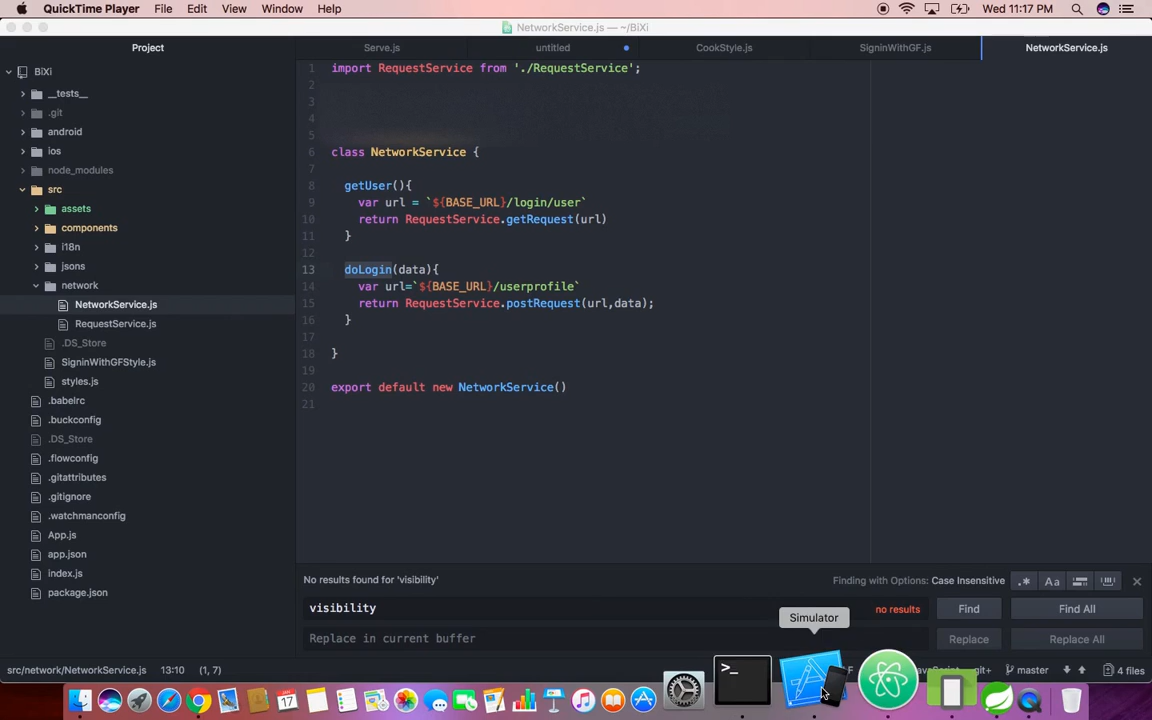 QuickTime Player File Edit View Window Help Wed 11:17 PM
NetworkService.js — ~/BiXi
Project Serve.js untitled CookStyle.js SigninWithGF.js NetworkService.js
BiXi
__tests__
.git
android
ios
node_modules
src
assets
components
i18n
jsons
network
NetworkService.js
RequestService.js
.DS_Store
SigninWithGFStyle.js
styles.js
.babelrc
.buckconfig
.DS_Store
.flowconfig
.gitattributes
.gitignore
.watchmanconfig
App.js
app.json
index.js
package.json
1 import RequestService from './RequestService';
2
3
4
5
6 class NetworkService {
7
8 getUser(){
9 var url = `${BASE_URL}/login/user`
10 return RequestService.getRequest(url)
11 }
12
13 doLogin(data){
14 var url=`${BASE_URL}/userprofile`
15 return RequestService.postRequest(url,data);
16 }
17
18 }
19
20 export default new NetworkService()
21
No results found for 'visibility' Finding with Options: Case Insensitive .* Aa
visibility no results Find Find All
Replace in current buffer Replace Replace All
Simulator
src/network/NetworkService.js 13:10 (1, 7) git+ master 4 files
17
>_